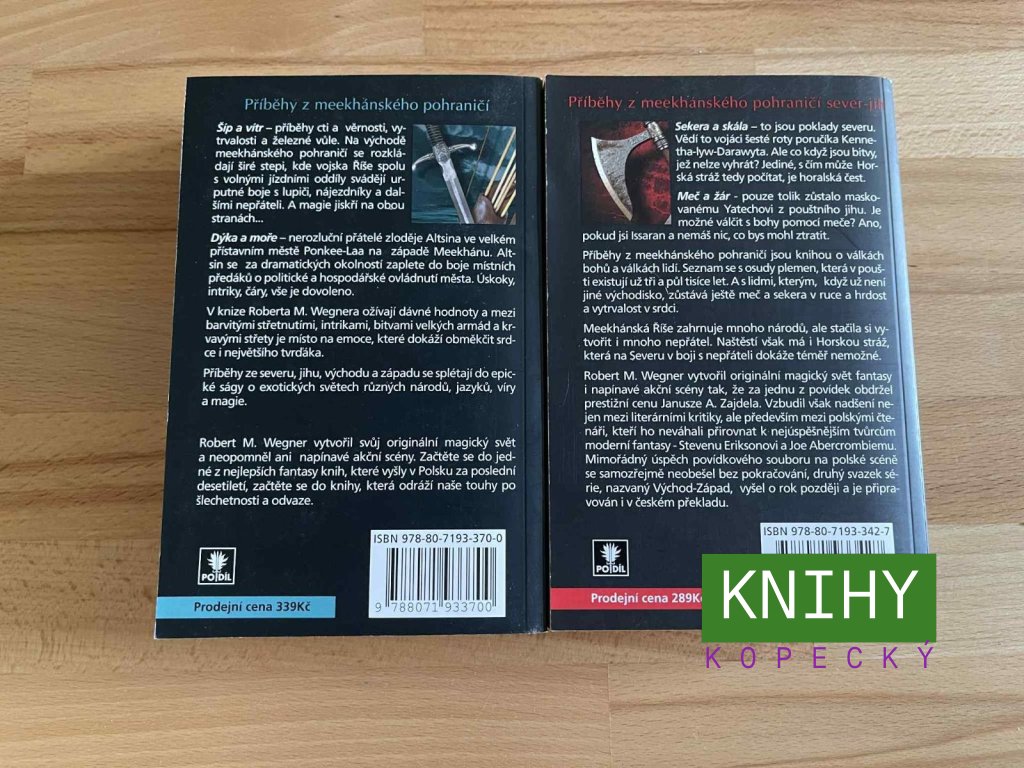 Příběhy z meekhánského pohraničí
Šíp a vítr – příběhy cti a věrnosti, vy-
trvalosti a železné vůle. Na východě
meekhánského pohraničí se rozklá-
dají širé stepi, kde vojska Říše spolu
s volnými jízdními oddíly svádějí ur-
putné boje s lupiči, nájezdníky a dal-
šími nepřáteli. A magie jiskří na obou
stranách...
Dýka a moře – nerozluční přátelé zloděje Altsina ve velkém
přístavním městě Ponkee-Laa na západě Meekhánu. Alt-
sin se za dramatických okolností zaplete do boje místních
předáků o politické a hospodářské ovládnutí města. Úskoky,
intriky, čáry, vše je dovoleno.
V knize Roberta M. Wegnera ožívají dávné hodnoty a mezi
barvitými střetnutími, intrikami, bitvami velkých armád a kr-
vavými střety je místo na emoce, které dokáží obměkčit srd-
ce i největšího tvrďáka.
Příběhy ze severu, jihu, východu a západu se splétají do epic-
ké ságy o exotických světech různých národů, jazyků, víry
a magie.
Robert M. Wegner vytvořil svůj originální magický svět
a neopomněl ani napínavé akční scény. Začtěte se do jed-
né z nejlepších fantasy knih, které vyšly v Polsku za poslední
desetiletí, začtěte se do knihy, která odráží naše touhy po
šlechetnosti a odvaze.
ISBN 978-80-7193-370-0
POLDÍL
9 788071 933700
Prodejní cena 339Kč
Příběhy z meekhánského pohraničí sever-jih
Sekera a skála – to jsou poklady severu.
Vědí to vojáci šesté roty poručíka Kenne-
tha-lyw-Darawyta. Ale co když jsou bitvy,
jež nelze vyhrát? Jediné, s čím může Hor-
ská stráž tedy počítat, je horalská čest.
Meč a žár - pouze tolik zůstalo masko-
vanému Yatechovi z pouštního jihu. Je
možné válčit s bohy pomocí meče? Ano,
pokud jsi Issaran a nemáš nic, co bys mohl ztratit.
Příběhy z meekhánského pohraničí jsou knihou o válkách
bohů a válkách lidí. Seznam se s osudy plemen, která v pouš-
ti existují už tři a půl tisíce let. A s lidmi, kterým, když už není
jiné východisko, zůstává ještě meč a sekera v ruce a hrdost
a vytrvalost v srdci.
Meekhánská Říše zahrnuje mnoho národů, ale stačila si vy-
tvořit i mnoho nepřátel. Naštěstí však má i Horskou stráž,
která na Severu v boji s nepřáteli dokáže téměř nemožné.
Robert M. Wegner vytvořil originální magický svět fantasy
i napínavé akční scény tak, že za jednu z povídek obdržel
prestižní cenu Janusze A. Zajdela. Vzbudil však nadšení ne-
jen mezi literárními kritiky, ale především mezi polskými čte-
náři, kteří ho neváhali přirovnat k nejúspěšnějším tvůrcům
moderní fantasy - Stevenu Eriksonovi a Joe Abercrombiemu.
Mimořádný úspěch povídkového souboru na polské scéně
se samozřejmě neobešel bez pokračování, druhý svazek sé-
rie, nazvaný Východ-Západ, vyšel o rok později a je připra-
vován i v českém překladu.
ISBN 978-80-7193-342-7
POLDÍL
Prodejní cena 289Kč
KNIHY
KOPECKÝ